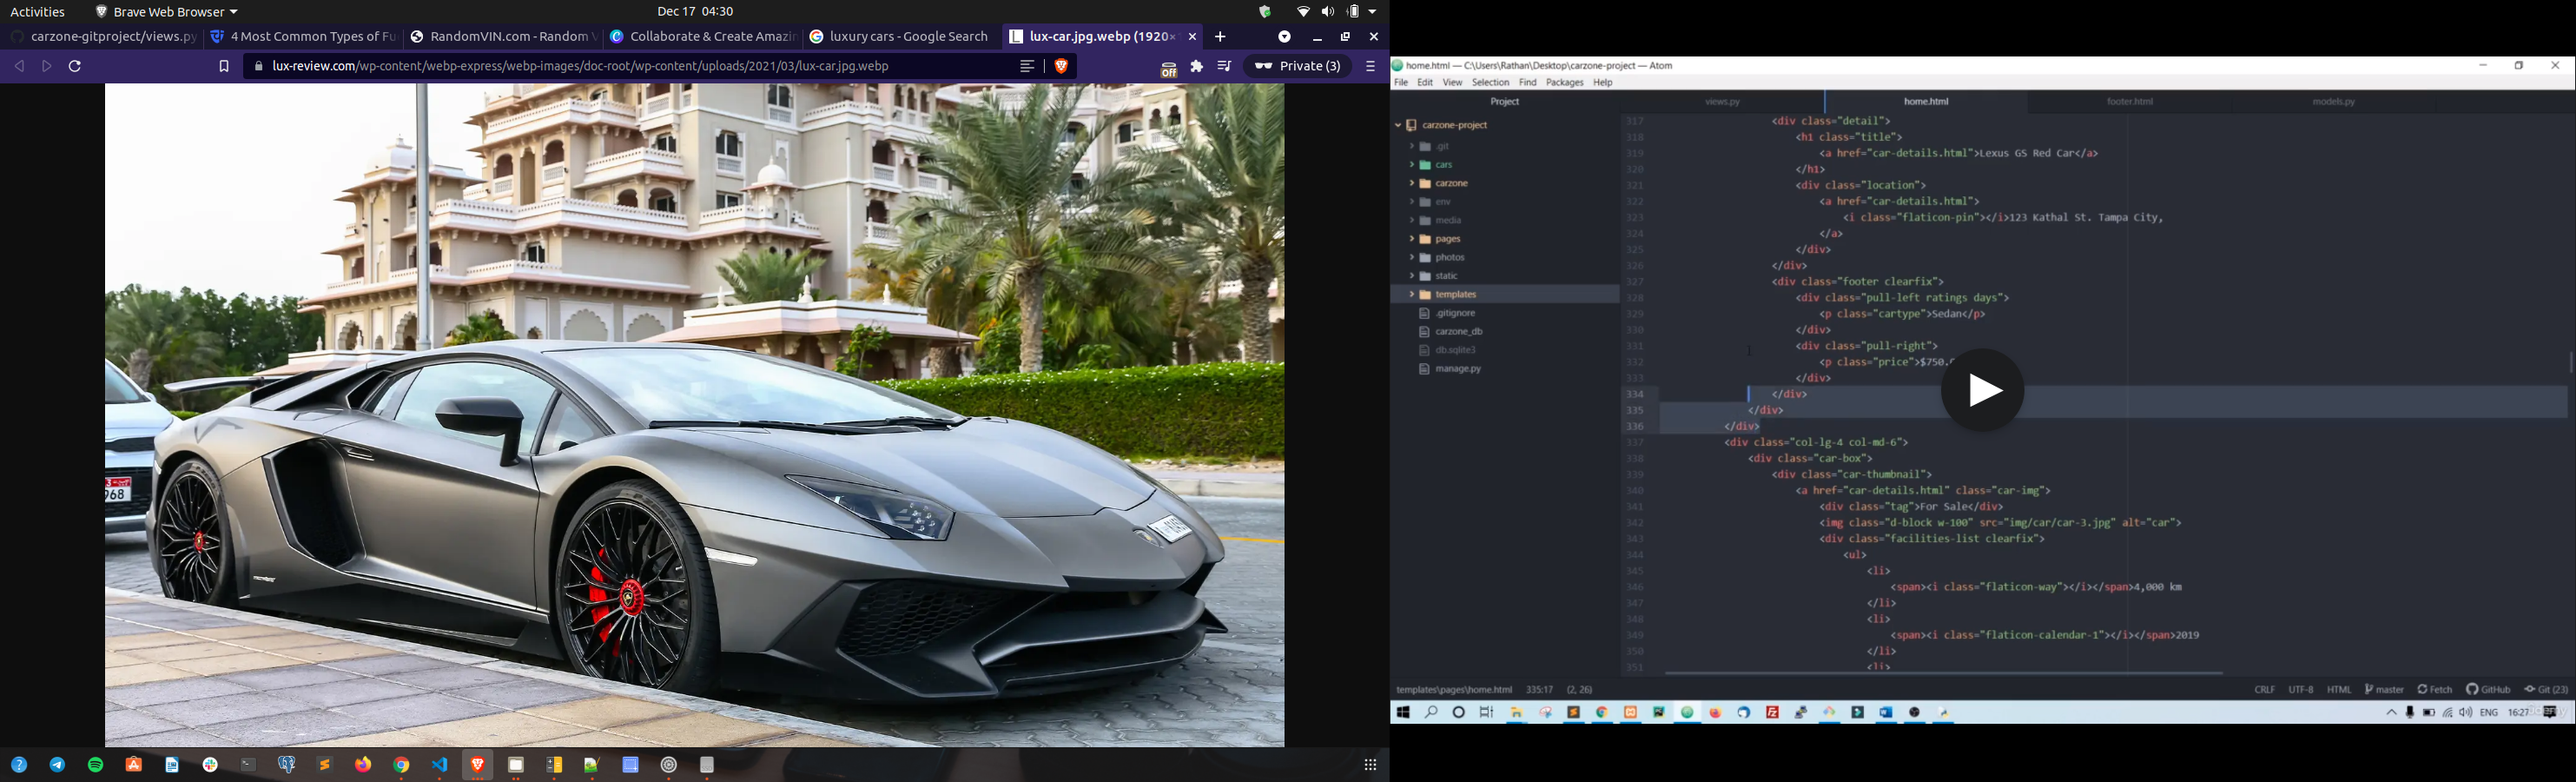 Activities
Brave Web Browser
Dec 17 04:30
carzone-gitproject/views.py
4 Most Common Types of Fu
RandomVIN.com - Random V
Collaborate & Create Amazin
luxury cars - Google Search
lux-car.jpg.webp (1920×
lux-review.com/wp-content/webp-express/webp-images/doc-root/wp-content/uploads/2021/03/lux-car.jpg.webp
Off
Private (3)
968
home.html — C:\Users\Rathan\Desktop\carzone-project — Atom
File Edit View Selection Find Packages Help
Project
views.py
home.html
footer.html
models.py
carzone-project
.git
cars
carzone
env
media
pages
photos
static
templates
.gitignore
carzone_db
db.sqlite3
manage.py
317 <div class="detail">
318 <h1 class="title">
319 <a href="car-details.html">Lexus GS Red Car</a>
320 </h1>
321 <div class="location">
322 <a href="car-details.html">
323 <i class="flaticon-pin"></i>123 Kathal St. Tampa City,
324 </a>
325 </div>
326 </div>
327 <div class="footer clearfix">
328 <div class="pull-left ratings days">
329 <p class="cartype">Sedan</p>
330 </div>
331 <div class="pull-right">
332 <p class="price">$750.
333 </div>
334 </div>
335 </div>
336 </div>
337 <div class="col-lg-4 col-md-6">
338 <div class="car-box">
339 <div class="car-thumbnail">
340 <a href="car-details.html" class="car-img">
341 <div class="tag">For Sale</div>
342 <img class="d-block w-100" src="img/car/car-3.jpg" alt="car">
343 <div class="facilities-list clearfix">
344 <ul>
345 <li>
346 <span><i class="flaticon-way"></i></span>4,000 km
347 </li>
348 <li>
349 <span><i class="flaticon-calendar-1"></i></span>2019
350 </li>
351 <li>
templates\pages\home.html 335:17 (2, 26)
CRLF UTF-8 HTML master Fetch GitHub Git (23)
ENG 16:27